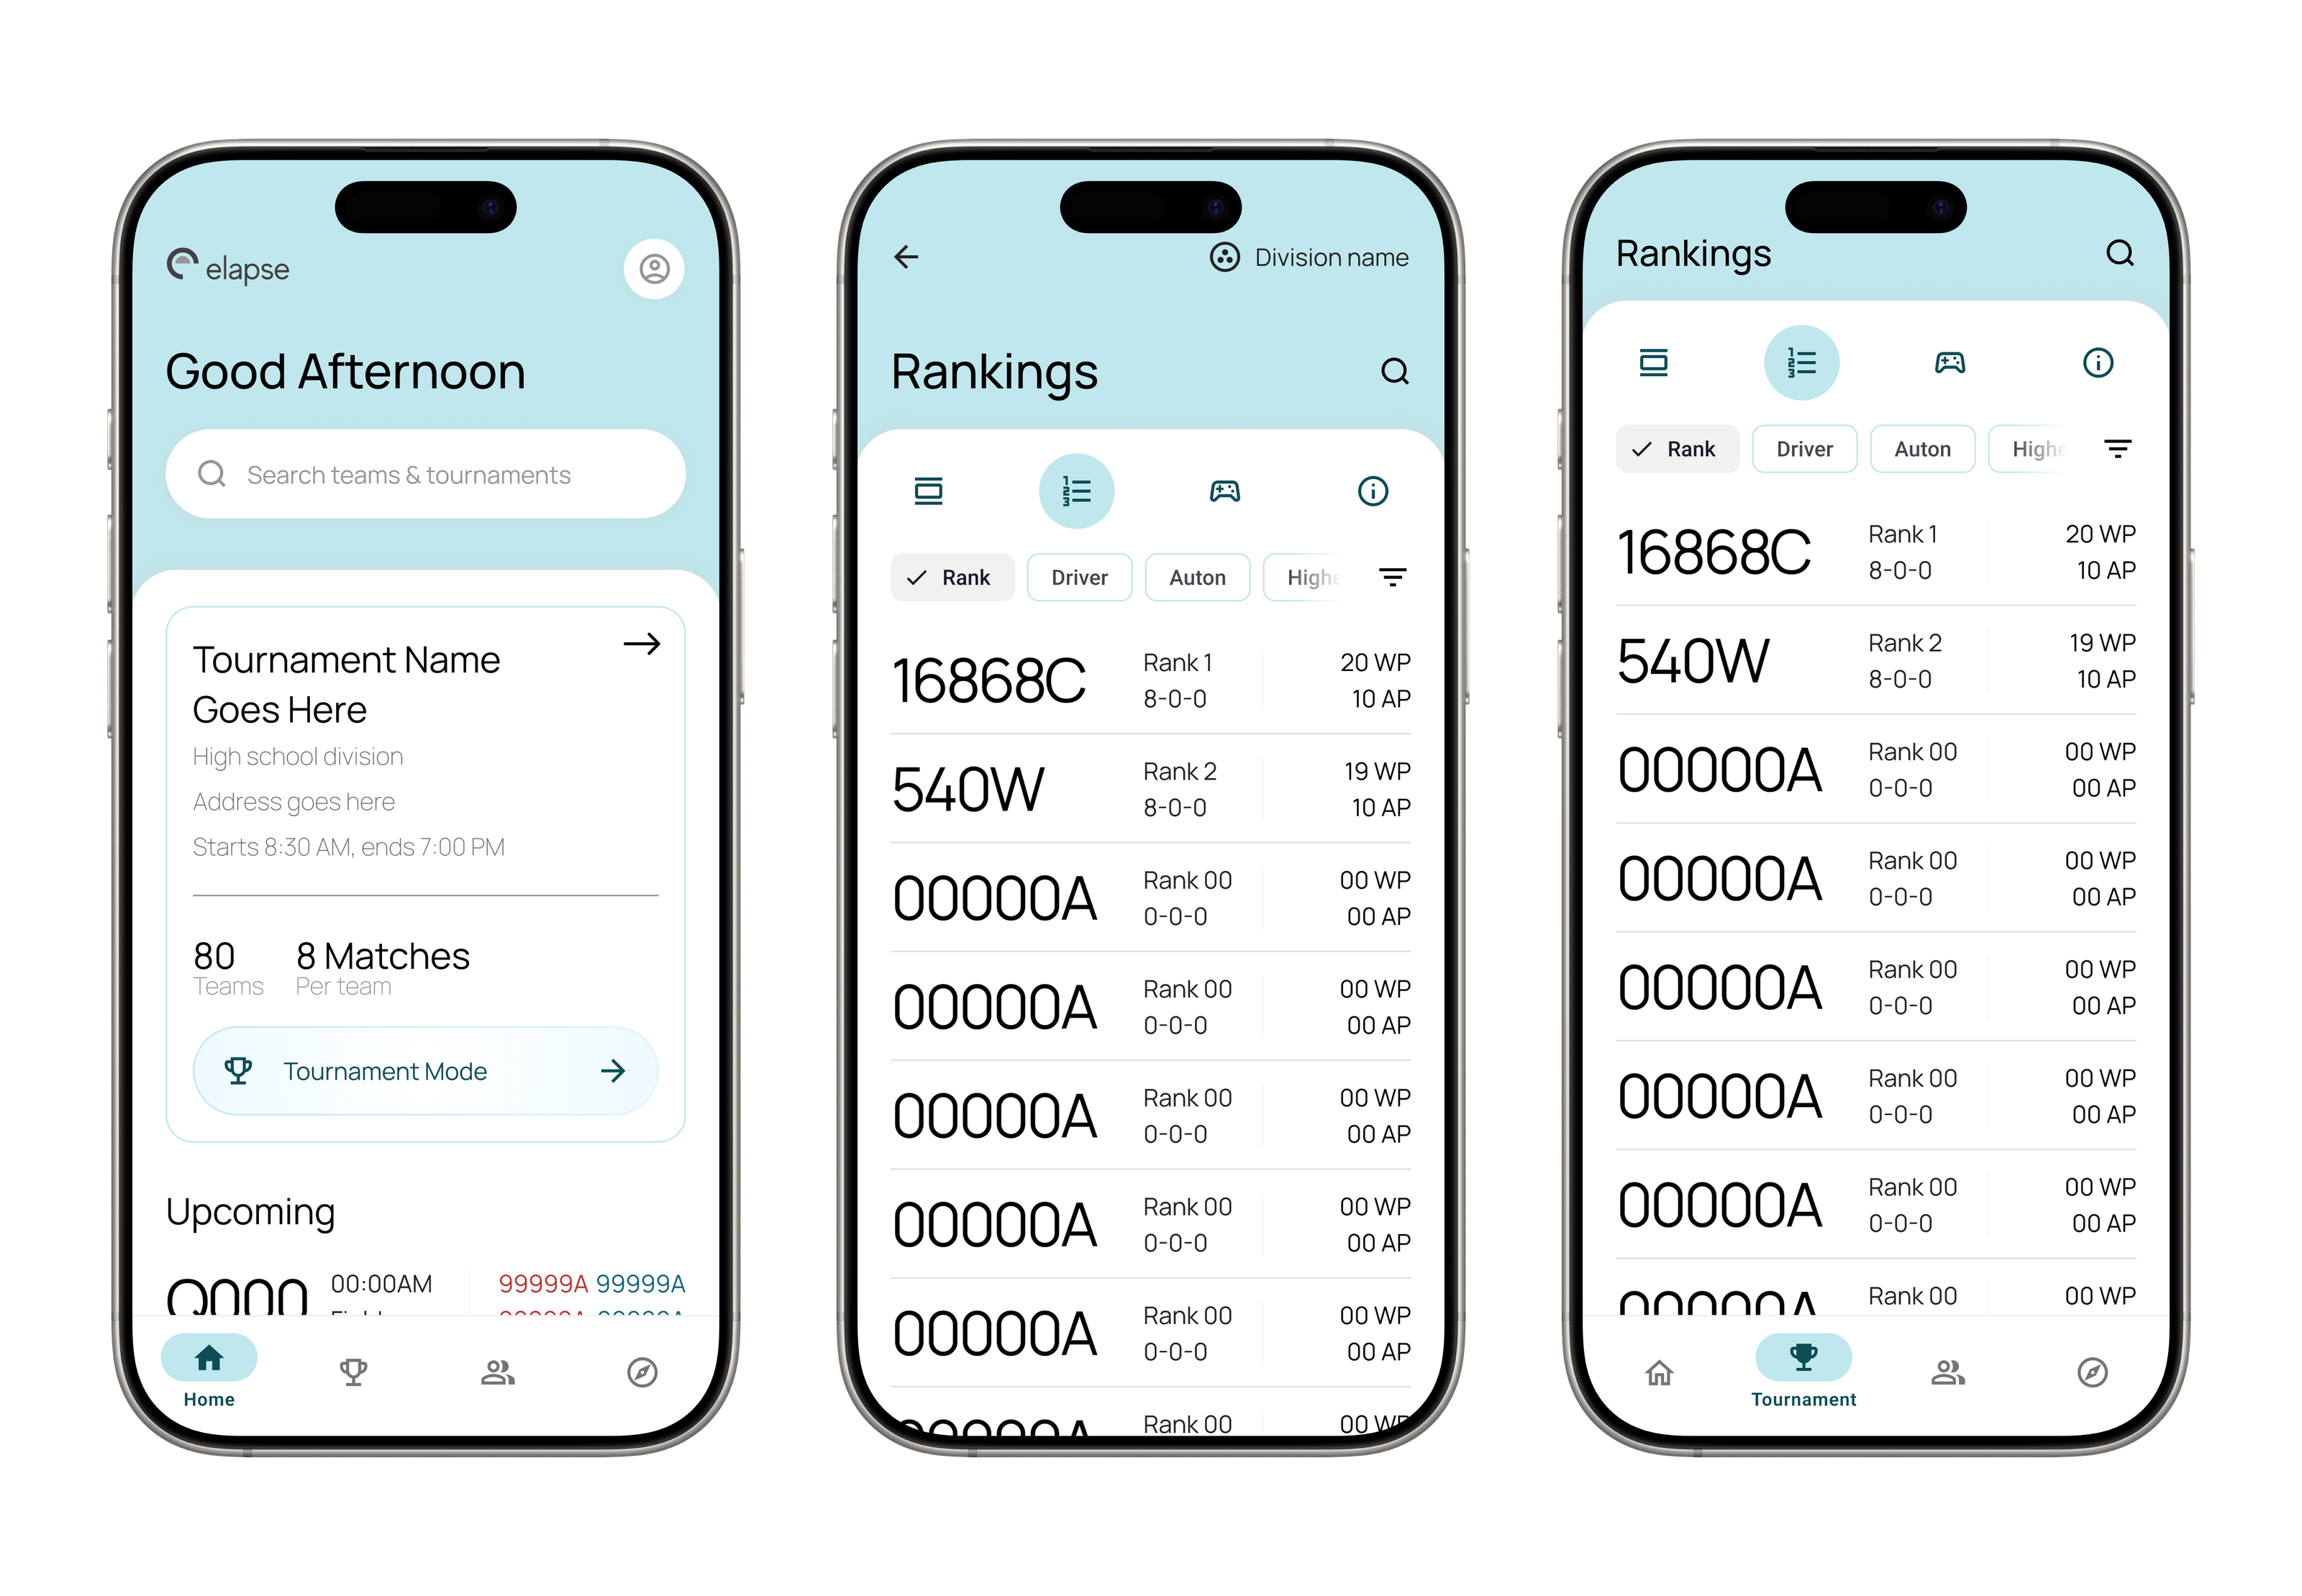 elapse
Good Afternoon
Search teams & tournaments
Tournament Name
Goes Here
High school division
Address goes here
Starts 8:30 AM, ends 7:00 PM
80 8 Matches
Teams Per team
Tournament Mode
Upcoming
Q000 00:00AM 99999A 99999A
Home
Division name
Rankings
Rank Driver Auton Highe
16868C Rank 1 20 WP
8-0-0 10 AP
540W Rank 2 19 WP
8-0-0 10 AP
00000A Rank 00 00 WP
0-0-0 00 AP
00000A Rank 00 00 WP
0-0-0 00 AP
00000A Rank 00 00 WP
0-0-0 00 AP
00000A Rank 00 00 WP
0-0-0 00 AP
00000A Rank 00 00 WP
0-0-0 00 AP
00000A Rank 00 00 WP
Rankings
Rank Driver Auton Highe
16868C Rank 1 20 WP
8-0-0 10 AP
540W Rank 2 19 WP
8-0-0 10 AP
00000A Rank 00 00 WP
0-0-0 00 AP
00000A Rank 00 00 WP
0-0-0 00 AP
00000A Rank 00 00 WP
0-0-0 00 AP
00000A Rank 00 00 WP
0-0-0 00 AP
00000A Rank 00 00 WP
0-0-0 00 AP
00000A Rank 00 00 WP
Tournament